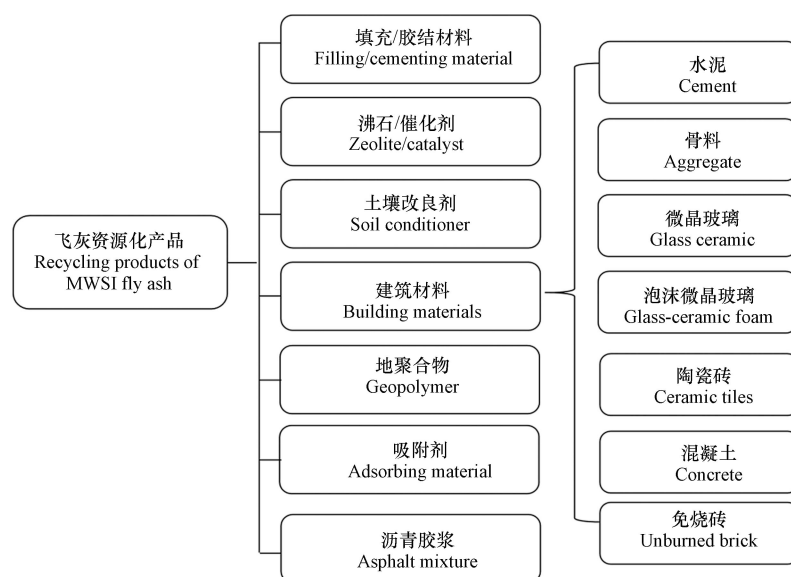 飞灰资源化产品
Recycling products of
MWSI fly ash
填充/胶结材料
Filling/cementing material
沸石/催化剂
Zeolite/catalyst
土壤改良剂
Soil conditioner
建筑材料
Building materials
地聚合物
Geopolymer
吸附剂
Adsorbing material
沥青胶浆
Asphalt mixture
水泥
Cement
骨料
Aggregate
微晶玻璃
Glass ceramic
泡沫微晶玻璃
Glass-ceramic foam
陶瓷砖
Ceramic tiles
混凝土
Concrete
免烧砖
Unburned brick